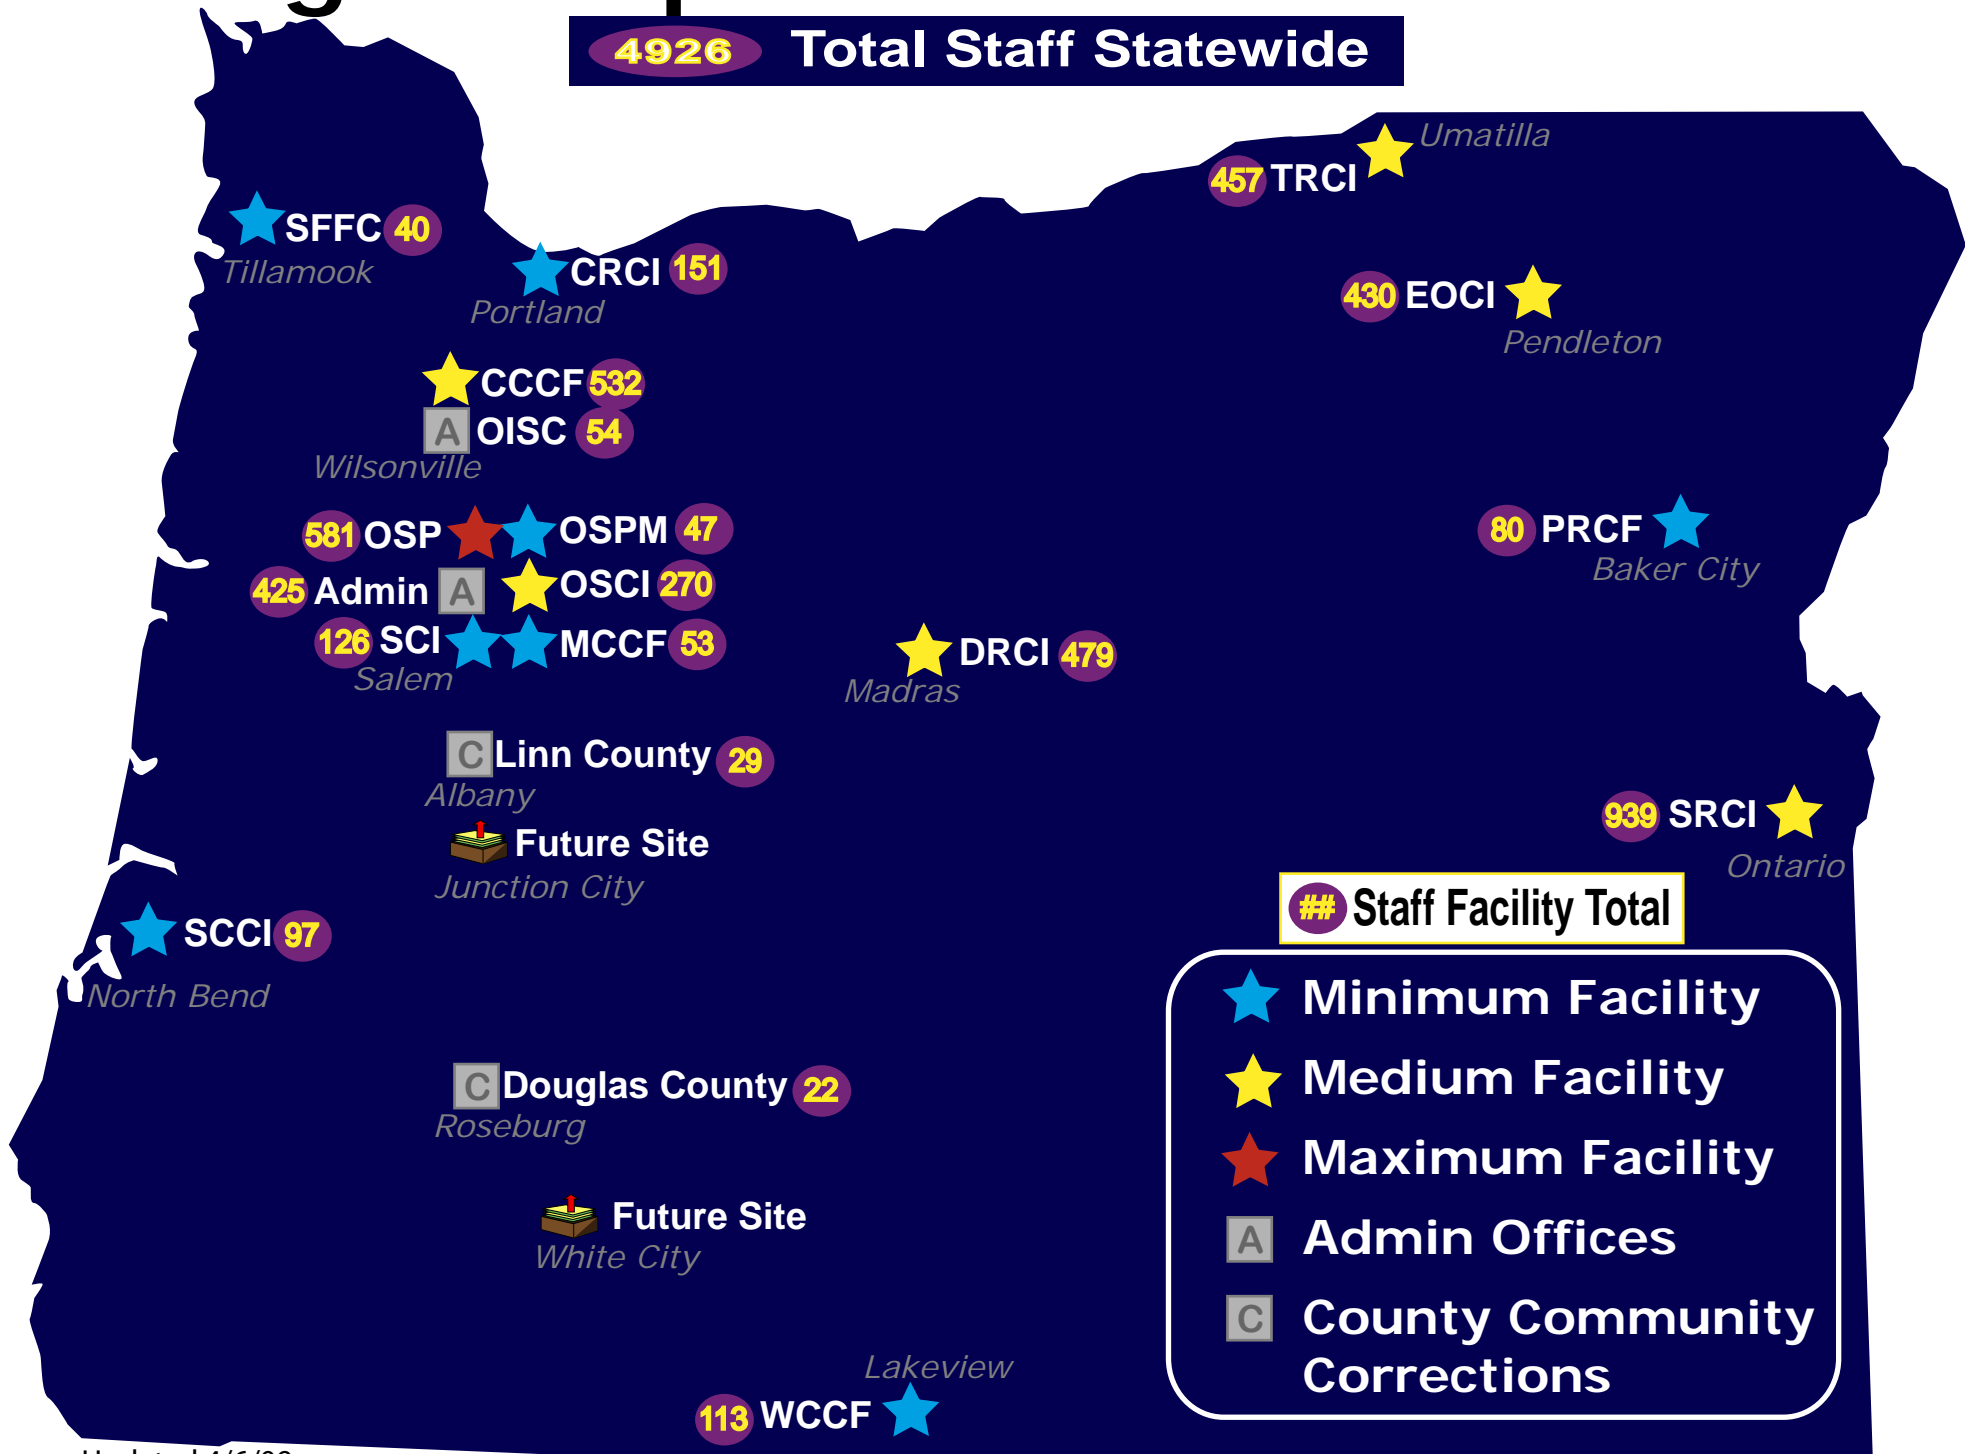 4926 Total Staff Statewide
Umatilla
457 TRCI
SFFC 40
Tillamook
CRCI 151
Portland
430 EOCI
Pendleton
CCCF 532
A OISC 54
Wilsonville
581 OSP OSPM 47
80 PRCF
Baker City
425 Admin A OSCI 270
126 SCI MCCF 53
Salem
DRCI 479
Madras
C Linn County 29
Albany
939 SRCI
Ontario
Future Site
Junction City
## Staff Facility Total
SCCI 97
North Bend
Minimum Facility
Medium Facility
Maximum Facility
A Admin Offices
C County Community
Corrections
C Douglas County 22
Roseburg
Future Site
White City
Lakeview
113 WCCF